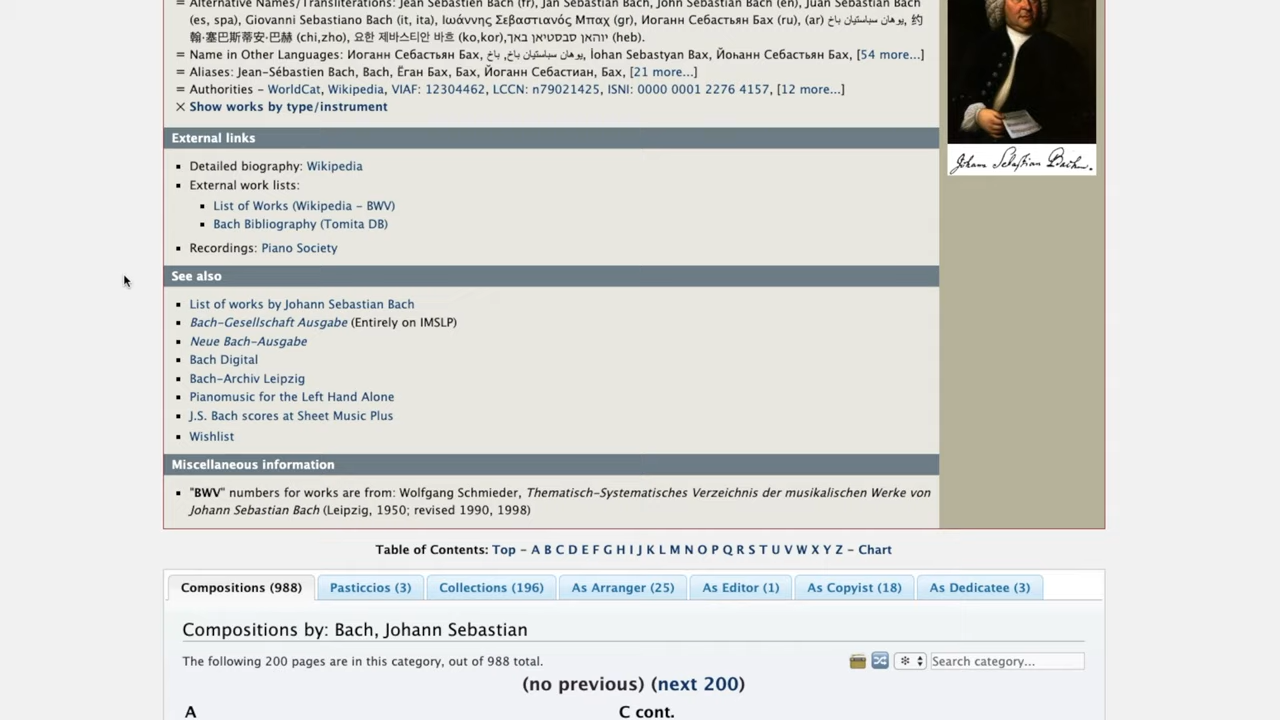 = Alternative Names/Transliterations: Jean Sébastien Bach (fr), Jan Sebastian Bach, John Sebastian Bach (en), Juan Sebastián Bach
(es, spa), Giovanni Sebastiano Bach (it, ita), Ιωάννης Σεβαστιανός Μπαχ (gr), Иоганн Себастьян Бах (ru), (ar) يوهان سباستيان باخ, 约
翰·塞巴斯蒂安·巴赫 (chi,zho), 요한 제바스티안 바흐 (ko,kor),יוהאן סבסטיאן באך (heb).
= Name in Other Languages: Иоганн Себастьян Бах, يوهان سباستيان باخ, باخ, İohan Sebastyan Bax, Йоһанн Себастьян Бах, [54 more...]
= Aliases: Jean-Sébastien Bach, Bach, Ёган Бах, Бах, Йоганн Себастиан, Бах, [21 more...]
= Authorities - WorldCat, Wikipedia, VIAF: 12304462, LCCN: n79021425, ISNI: 0000 0001 2276 4157, [12 more...]
× Show works by type/instrument
External links
▪ Detailed biography: Wikipedia
▪ External work lists:
▪ List of Works (Wikipedia - BWV)
▪ Bach Bibliography (Tomita DB)
▪ Recordings: Piano Society
Johann Sebastian Bach.
See also
▪ List of works by Johann Sebastian Bach
▪ Bach-Gesellschaft Ausgabe (Entirely on IMSLP)
▪ Neue Bach-Ausgabe
▪ Bach Digital
▪ Bach-Archiv Leipzig
▪ Pianomusic for the Left Hand Alone
▪ J.S. Bach scores at Sheet Music Plus
▪ Wishlist
Miscellaneous information
▪ "BWV" numbers for works are from: Wolfgang Schmieder, Thematisch-Systematisches Verzeichnis der musikalischen Werke von
Johann Sebastian Bach (Leipzig, 1950; revised 1990, 1998)
Table of Contents: Top - A B C D E F G H I J K L M N O P Q R S T U V W X Y Z - Chart
Compositions (988) Pasticcios (3) Collections (196) As Arranger (25) As Editor (1) As Copyist (18) As Dedicatee (3)
Compositions by: Bach, Johann Sebastian
The following 200 pages are in this category, out of 988 total. ✻ Search category...
(no previous) (next 200)
A C cont.